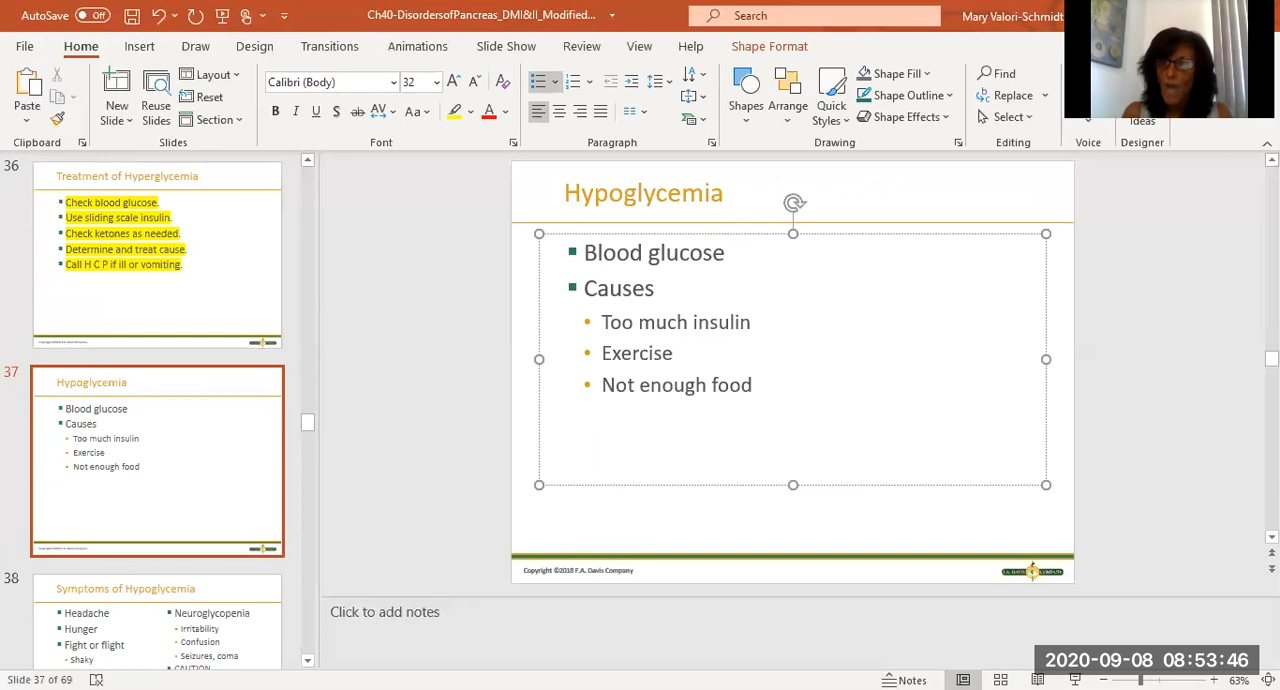 AutoSave Off
Ch40-DisordersofPancreas_DMI&II_Modified...
Search
Mary Valori-Schmidt
File Home Insert Draw Design Transitions Animations Slide Show Review View Help Shape Format
Paste
Clipboard
New Slide
Reuse Slides
Layout
Reset
Section
Slides
Calibri (Body) 32
Font
Paragraph
Shapes
Arrange
Quick Styles
Shape Fill
Shape Outline
Shape Effects
Drawing
Find
Replace
Select
Editing
Voice
Ideas
Designer
36
Treatment of Hyperglycemia
Check blood glucose.
Use sliding scale insulin.
Check ketones as needed.
Determine and treat cause.
Call H C P if ill or vomiting.
37
Hypoglycemia
Blood glucose
Causes
Too much insulin
Exercise
Not enough food
38
Symptoms of Hypoglycemia
Headache
Hunger
Fight or flight
Shaky
Neuroglycopenia
Irritability
Confusion
Seizures, coma
Hypoglycemia
Blood glucose
Causes
Too much insulin
Exercise
Not enough food
Copyright ©2018 F.A. Davis Company
Click to add notes
2020-09-08 08:53:46
Slide 37 of 69
Notes
63%